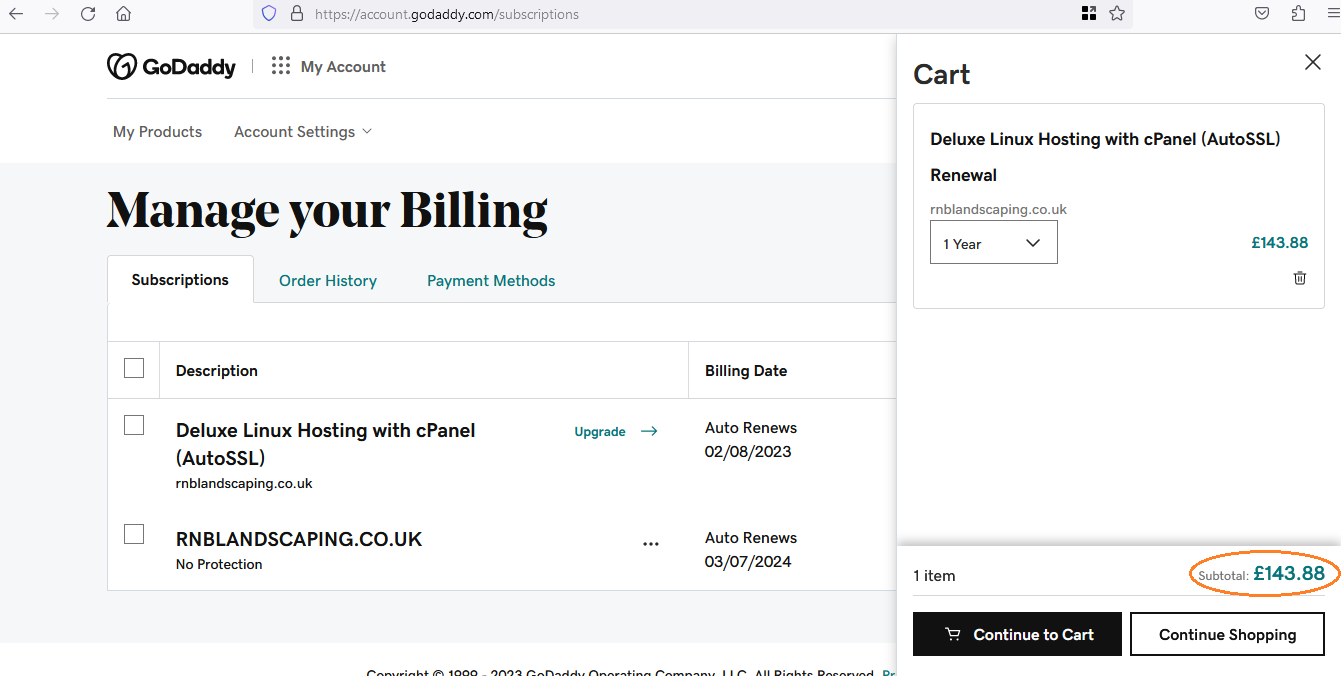 https://account.godaddy.com/subscriptions
GoDaddy
My Account
My Products
Account Settings
Manage your Billing
Subscriptions
Order History
Payment Methods
Description
Billing Date
Deluxe Linux Hosting with cPanel
(AutoSSL)
rnblandscaping.co.uk
Upgrade
Auto Renews
02/08/2023
RNBLANDSCAPING.CO.UK
No Protection
Auto Renews
03/07/2024
Copyright © 1999 - 2023 GoDaddy Operating Company, LLC. All Rights Reserved. Pr
Cart
Deluxe Linux Hosting with cPanel (AutoSSL)
Renewal
rnblandscaping.co.uk
1 Year
£143.88
1 item
Subtotal: £143.88
Continue to Cart
Continue Shopping